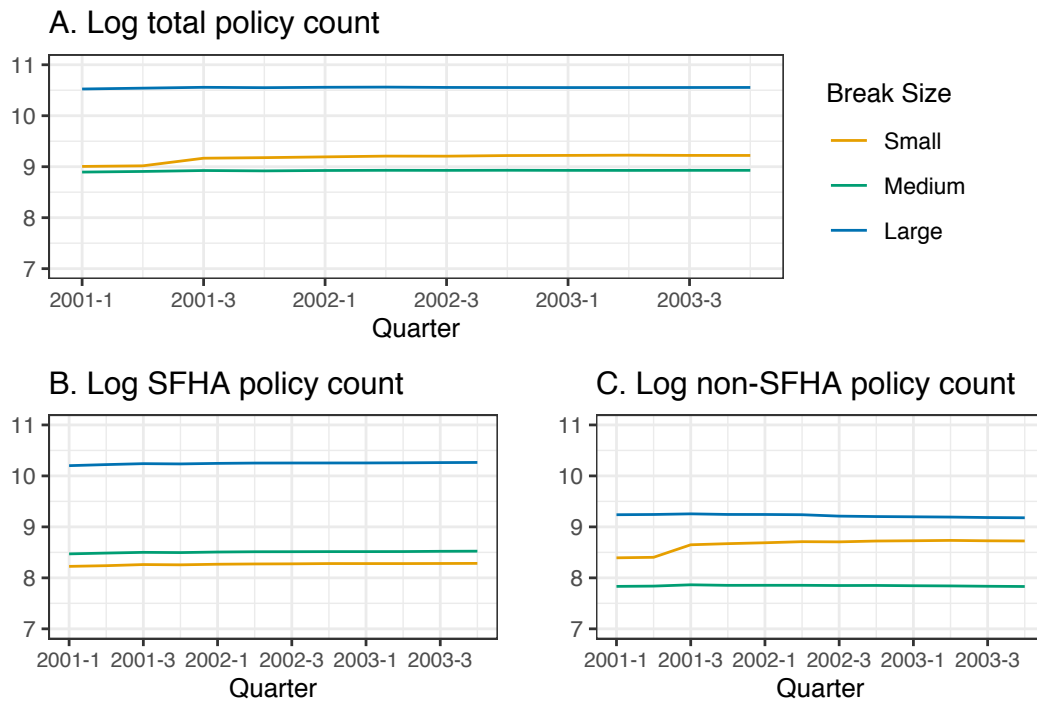 A. Log total policy count
11
10
9
8
7
2001-1 2001-3 2002-1 2002-3 2003-1 2003-3
Quarter
Break Size
Small
Medium
Large
B. Log SFHA policy count
11
10
9
8
7
2001-1 2001-3 2002-1 2002-3 2003-1 2003-3
Quarter
C. Log non-SFHA policy count
11
10
9
8
7
2001-1 2001-3 2002-1 2002-3 2003-1 2003-3
Quarter